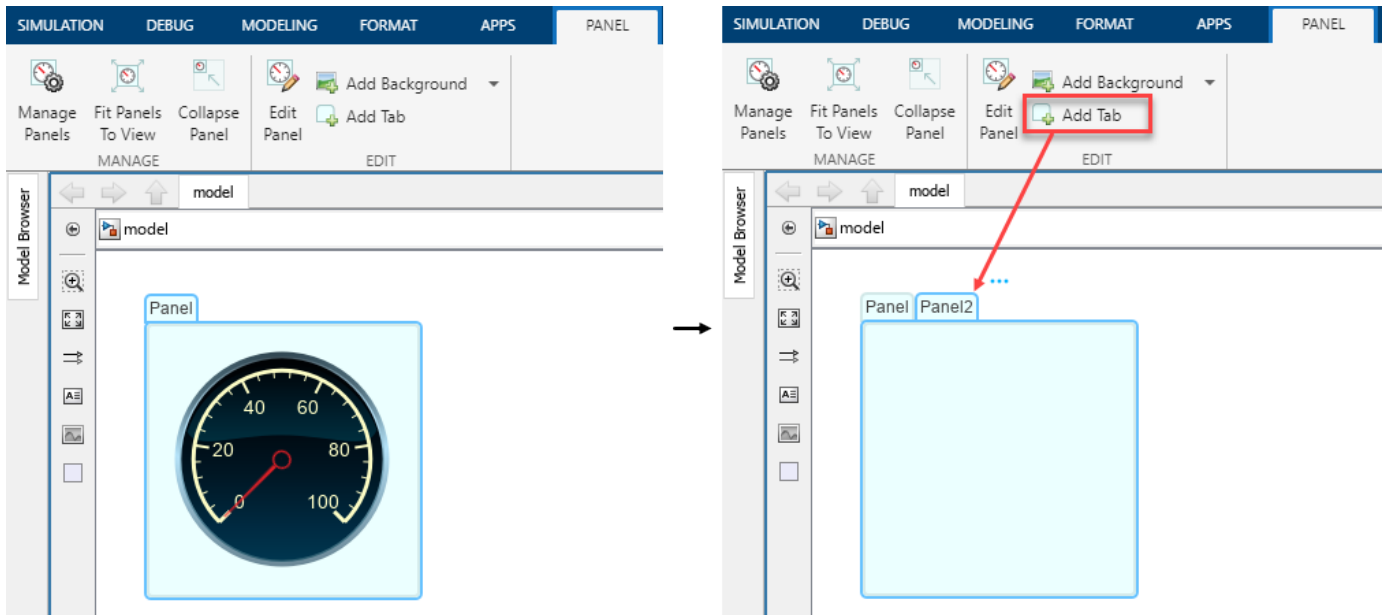 SIMULATION DEBUG MODELING FORMAT APPS PANEL
Add Background
Add Tab
Manage Panels
Fit Panels To View
Collapse Panel
Edit Panel
MANAGE EDIT
Model Browser
model
model
Panel
40 60
20 80
0 100
SIMULATION DEBUG MODELING FORMAT APPS PANEL
Add Background
Add Tab
Manage Panels
Fit Panels To View
Collapse Panel
Edit Panel
MANAGE EDIT
Model Browser
model
model
Panel Panel2